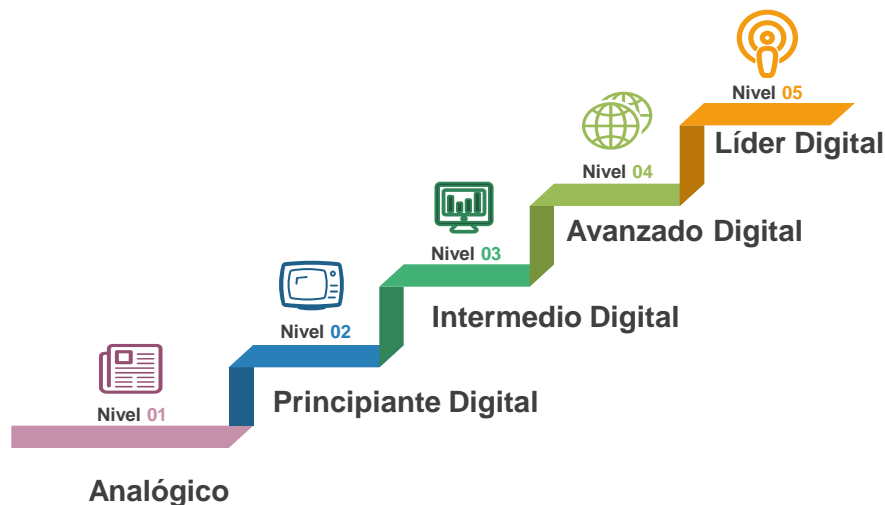 Nivel 05
Líder Digital
Nivel 04
Avanzado Digital
Nivel 03
Intermedio Digital
Nivel 02
Principiante Digital
Nivel 01
Analógico